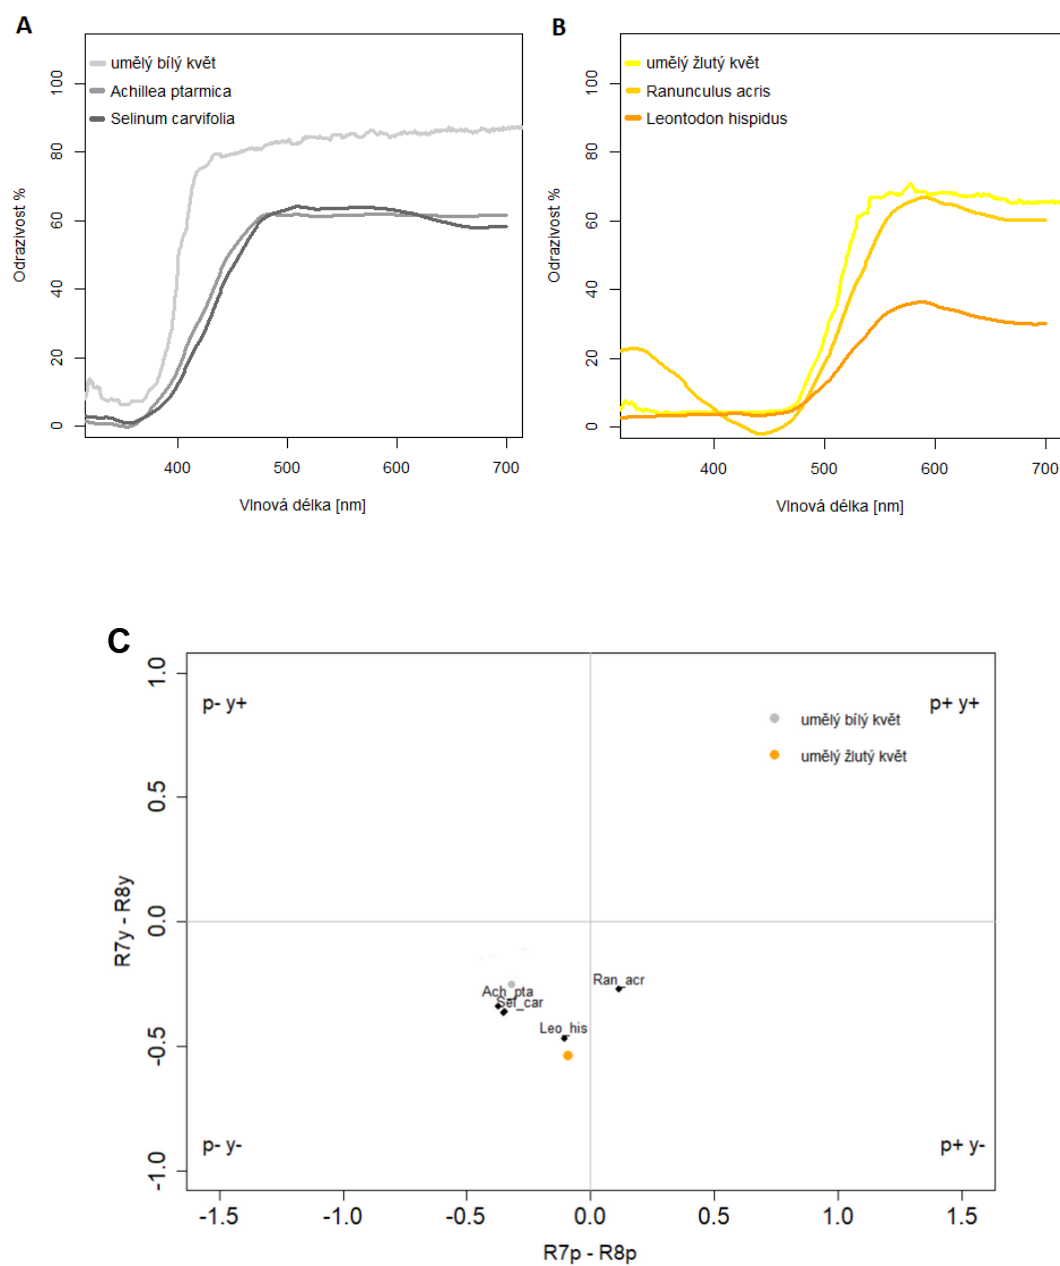 A
umělý bílý květ
Achillea ptarmica
Selinum carvifolia
Odrazivost %
0
20
40
60
80
100
400
500
600
700
Vlnová délka [nm]
B
umělý žlutý květ
Ranunculus acris
Leontodon hispidus
Odrazivost %
0
20
40
60
80
100
400
500
600
700
Vlnová délka [nm]
C
p- y+
p+ y+
umělý bílý květ
umělý žlutý květ
Ran_acr
Ach_pta
Sel_car
Leo_his
p- y-
p+ y-
R7y - R8y
1.0
0.5
0.0
-0.5
-1.0
-1.5
-1.0
-0.5
0.0
0.5
1.0
1.5
R7p - R8p